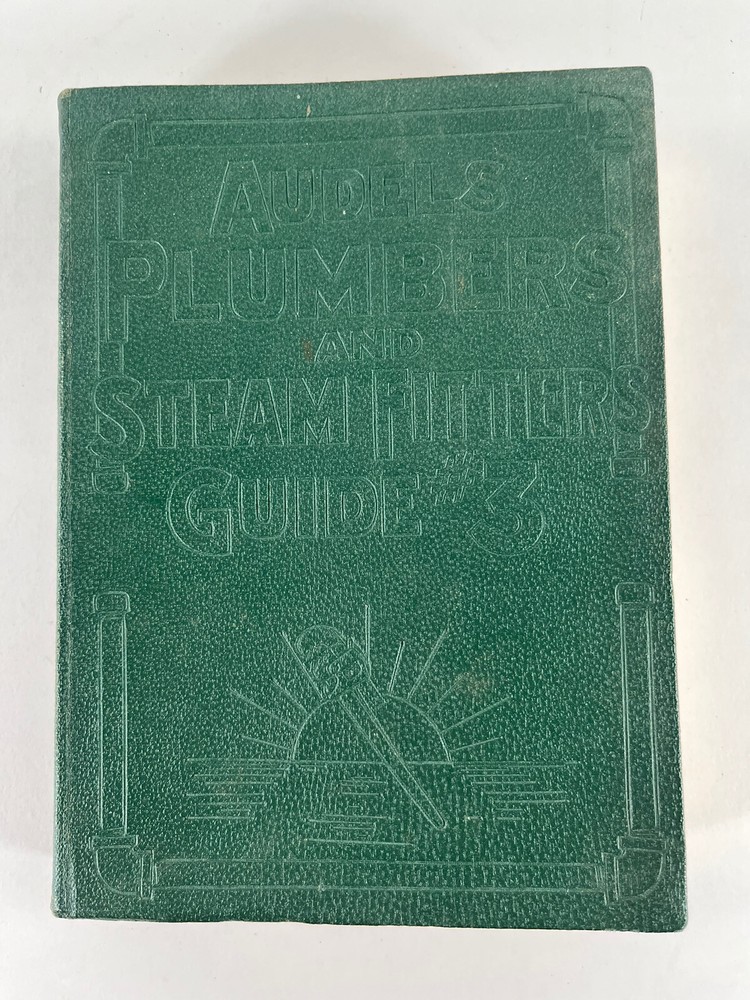 AUDELS
PLUMBERS
AND
STEAM FITTERS
GUIDE #3